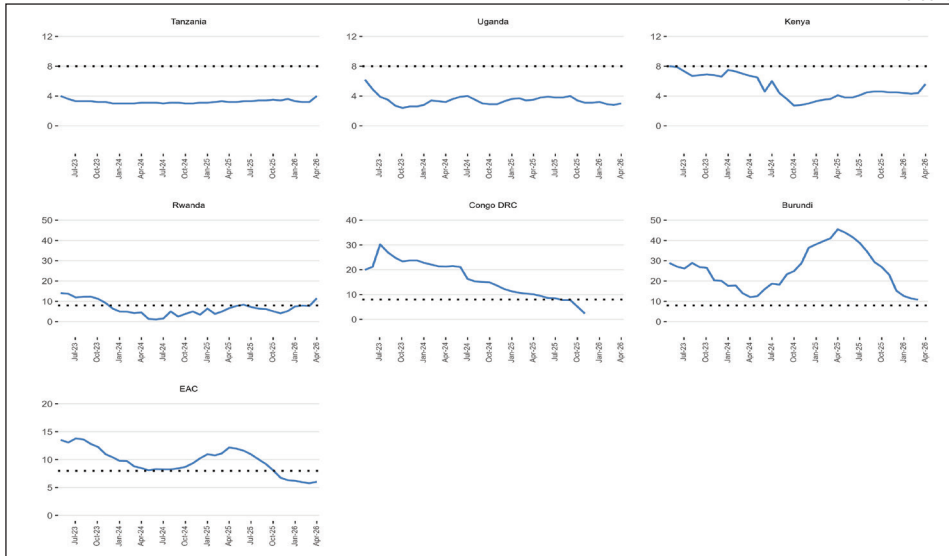 Tanzania
12
8
4
0
Jul-23 Oct-23 Jan-24 Apr-24 Jul-24 Oct-24 Jan-25 Apr-25 Jul-25 Oct-25 Jan-26 Apr-26
Uganda
12
8
4
0
Jul-23 Oct-23 Jan-24 Apr-24 Jul-24 Oct-24 Jan-25 Apr-25 Jul-25 Oct-25 Jan-26 Apr-26
Kenya
12
8
4
0
Jul-23 Oct-23 Jan-24 Apr-24 Jul-24 Oct-24 Jan-25 Apr-25 Jul-25 Oct-25 Jan-26 Apr-26
Rwanda
50
40
30
20
10
0
Jul-23 Oct-23 Jan-24 Apr-24 Jul-24 Oct-24 Jan-25 Apr-25 Jul-25 Oct-25 Jan-26 Apr-26
Congo DRC
40
30
20
10
0
Jul-23 Oct-23 Jan-24 Apr-24 Jul-24 Oct-24 Jan-25 Apr-25 Jul-25 Oct-25 Jan-26 Apr-26
Burundi
50
40
30
20
10
0
Jul-23 Oct-23 Jan-24 Apr-24 Jul-24 Oct-24 Jan-25 Apr-25 Jul-25 Oct-25 Jan-26 Apr-26
EAC
20
15
10
5
0
Jul-23 Oct-23 Jan-24 Apr-24 Jul-24 Oct-24 Jan-25 Apr-25 Jul-25 Oct-25 Jan-26 Apr-26